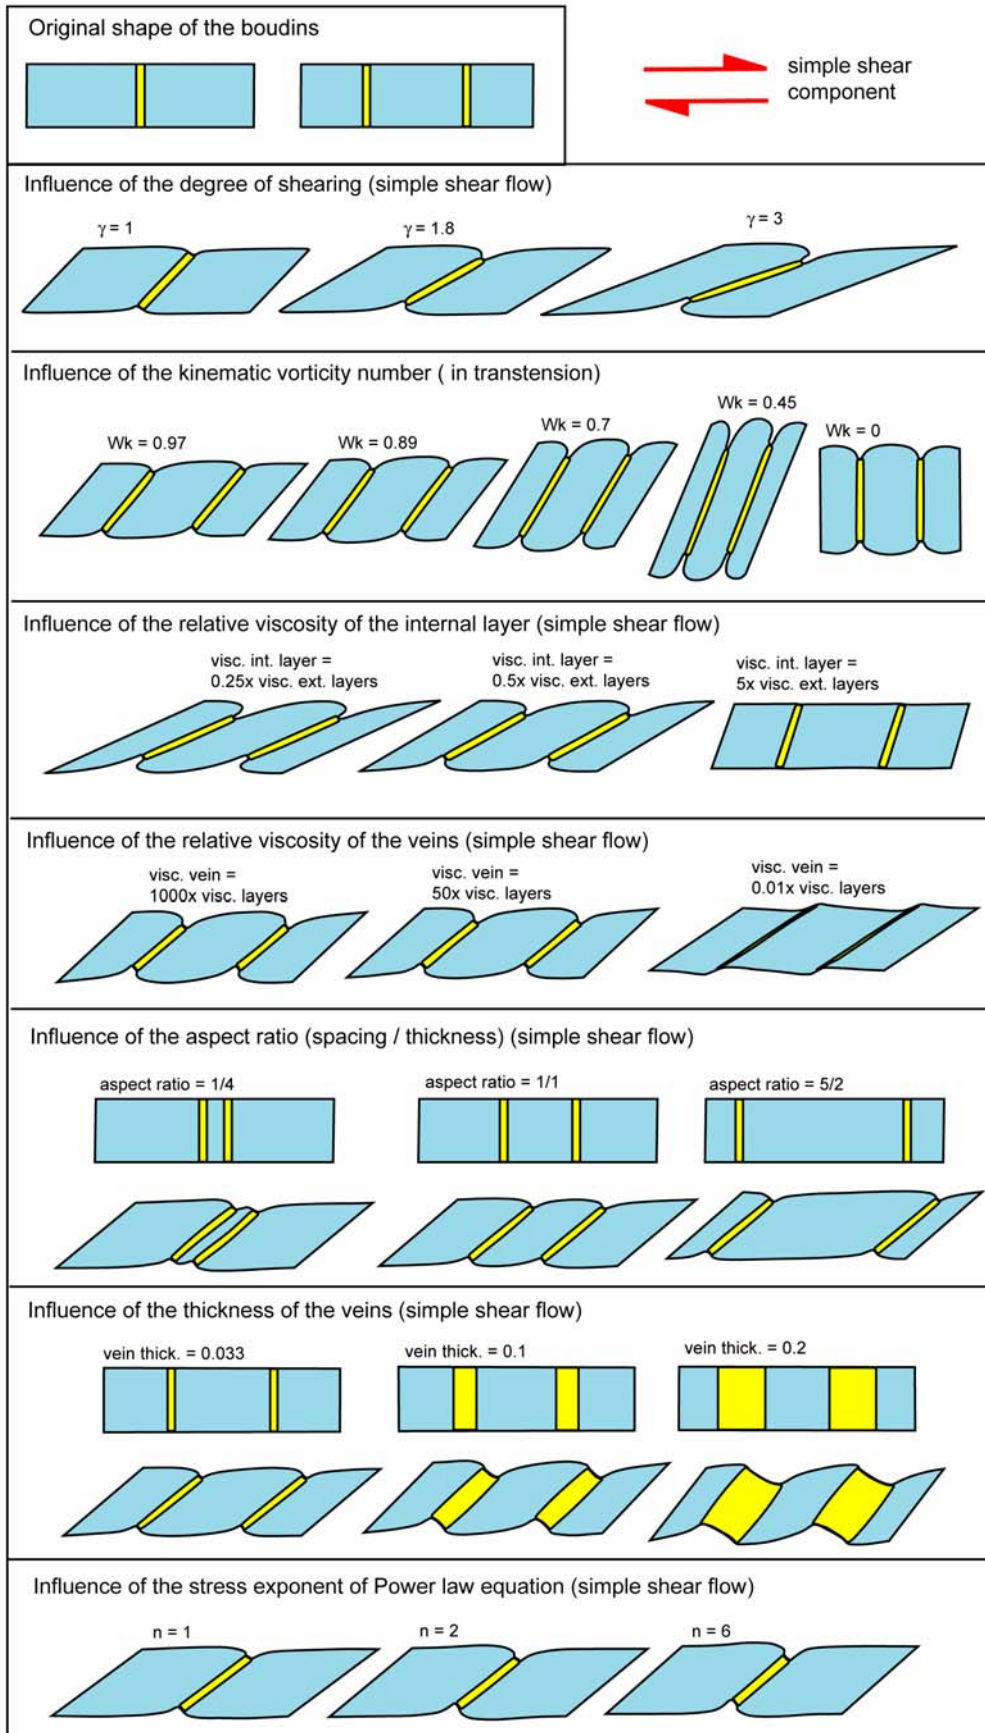 Original shape of the boudins
simple shear
component
Influence of the degree of shearing (simple shear flow)
γ = 1
γ = 1.8
γ = 3
Influence of the kinematic vorticity number ( in transtension)
Wk = 0.97
Wk = 0.89
Wk = 0.7
Wk = 0.45
Wk = 0
Influence of the relative viscosity of the internal layer (simple shear flow)
visc. int. layer =
0.25x visc. ext. layers
visc. int. layer =
0.5x visc. ext. layers
visc. int. layer =
5x visc. ext. layers
Influence of the relative viscosity of the veins (simple shear flow)
visc. vein =
1000x visc. layers
visc. vein =
50x visc. layers
visc. vein =
0.01x visc. layers
Influence of the aspect ratio (spacing / thickness) (simple shear flow)
aspect ratio = 1/4
aspect ratio = 1/1
aspect ratio = 5/2
Influence of the thickness of the veins (simple shear flow)
vein thick. = 0.033
vein thick. = 0.1
vein thick. = 0.2
Influence of the stress exponent of Power law equation (simple shear flow)
n = 1
n = 2
n = 6